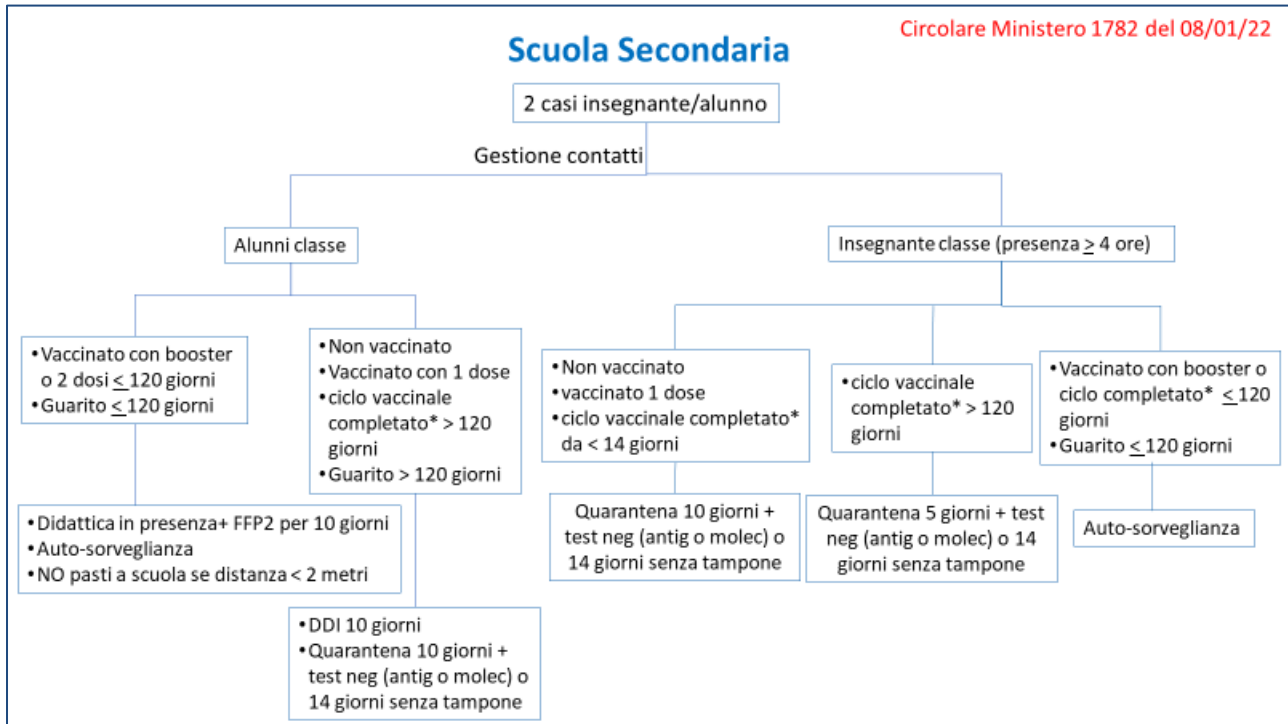 Circolare Ministero 1782 del 08/01/22
Scuola Secondaria
2 casi insegnante/alunno
Gestione contatti
Alunni classe
Insegnante classe (presenza ≥ 4 ore)
•Vaccinato con booster
o 2 dosi ≤ 120 giorni
•Guarito ≤ 120 giorni
•Non vaccinato
•Vaccinato con 1 dose
•ciclo vaccinale
completato* > 120
giorni
•Guarito > 120 giorni
•Non vaccinato
•vaccinato 1 dose
•ciclo vaccinale completato*
da < 14 giorni
•ciclo vaccinale
completato* > 120
giorni
•Vaccinato con booster o
ciclo completato* ≤ 120
giorni
•Guarito ≤ 120 giorni
•Didattica in presenza+ FFP2 per 10 giorni
•Auto-sorveglianza
•NO pasti a scuola se distanza < 2 metri
•DDI 10 giorni
•Quarantena 10 giorni +
test neg (antig o molec) o
14 giorni senza tampone
Quarantena 10 giorni +
test neg (antig o molec) o
14 giorni senza tampone
Quarantena 5 giorni + test
neg (antig o molec) o 14
giorni senza tampone
Auto-sorveglianza